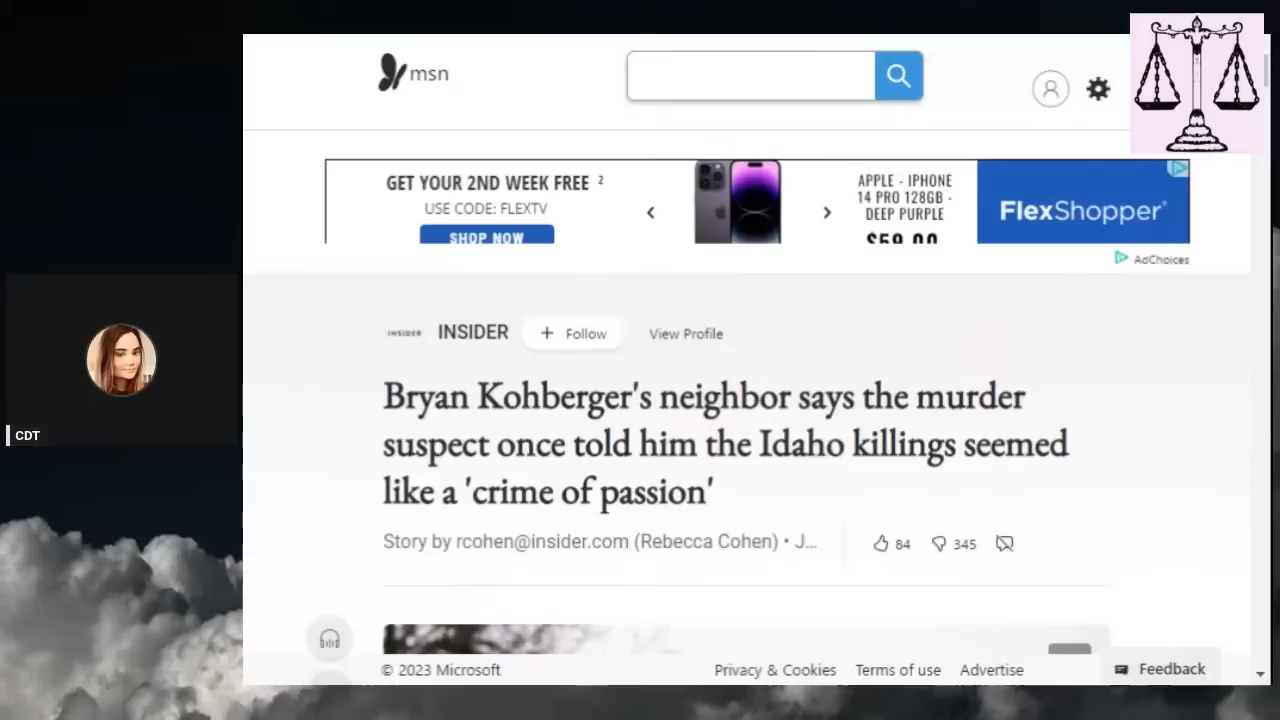 msn
GET YOUR 2ND WEEK FREE 2
USE CODE: FLEXTV
SHOP NOW
APPLE - IPHONE
14 PRO 128GB -
DEEP PURPLE
$59.00
FlexShopper
AdChoices
INSIDER INSIDER + Follow View Profile
Bryan Kohberger's neighbor says the murder
suspect once told him the Idaho killings seemed
like a 'crime of passion'
Story by rcohen@insider.com (Rebecca Cohen) • J...
84 345
CDT
© 2023 Microsoft
Privacy & Cookies Terms of use Advertise
Feedback